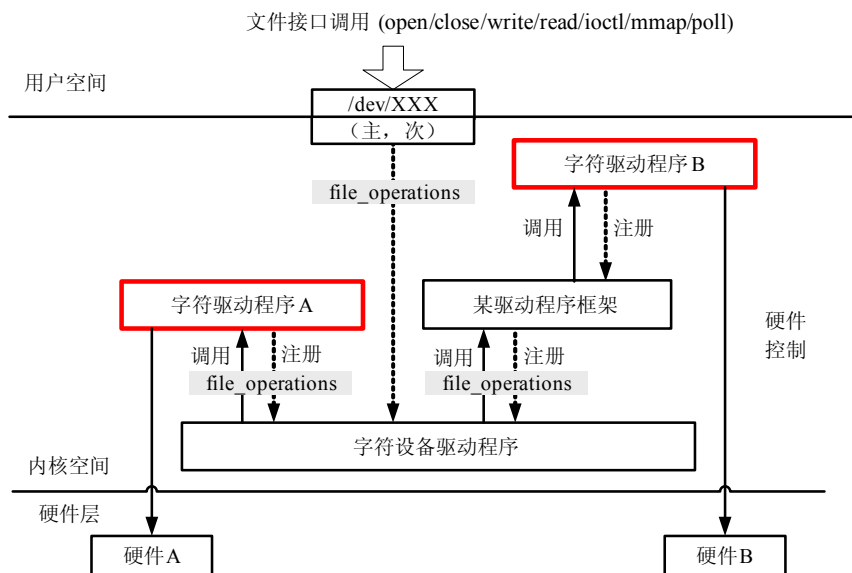 文件接口调用 (open/close/write/read/ioctl/mmap/poll)
用户空间
/dev/XXX
（主，次）
字符驱动程序B
file_operations
调用
注册
字符驱动程序A
某驱动程序框架
硬件
控制
调用
注册
调用
注册
file_operations
file_operations
字符设备驱动程序
内核空间
硬件层
硬件A
硬件B